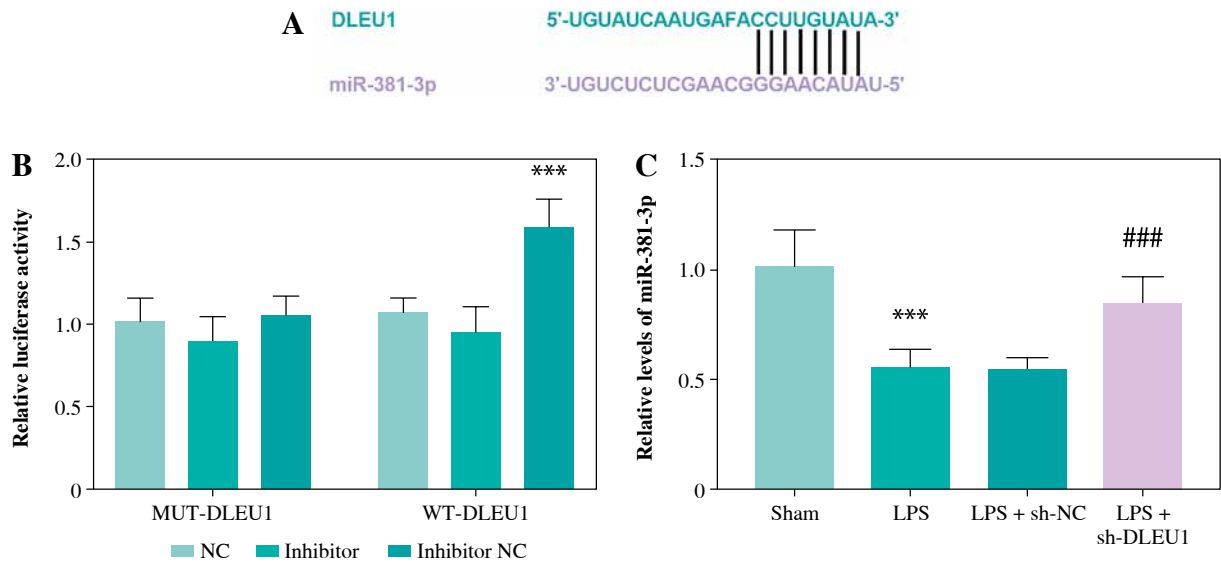 A
DLEU1 5'-UGUAUCAAUGAFACCUUGUAUA-3'
miR-381-3p 3'-UGUCUCUCGAACGGGAACAUAU-5'
B
Relative luciferase activity
2.0
1.5
1.0
0.5
0
***
MUT-DLEU1 WT-DLEU1
NC Inhibitor Inhibitor NC
C
Relative levels of miR-381-3p
1.5
1.0
0.5
0
***
###
Sham LPS LPS + sh-NC LPS +
sh-DLEU1